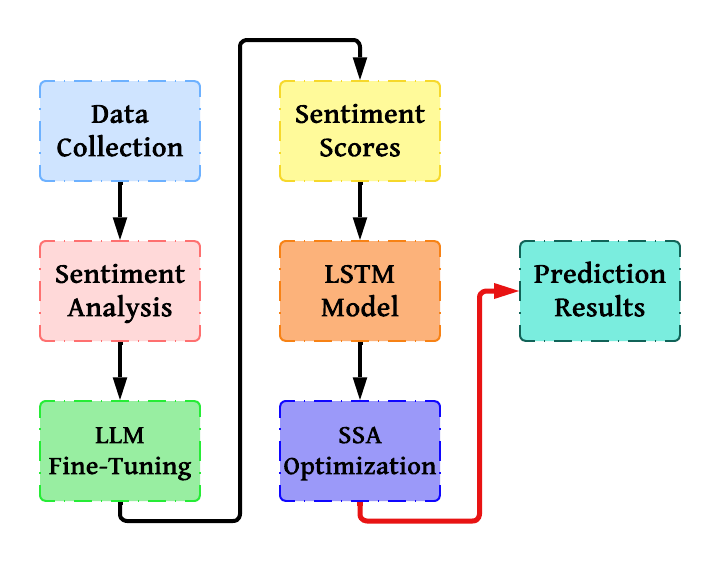 Data
Collection
Sentiment
Analysis
LLM
Fine-Tuning
Sentiment
Scores
LSTM
Model
SSA
Optimization
Prediction
Results